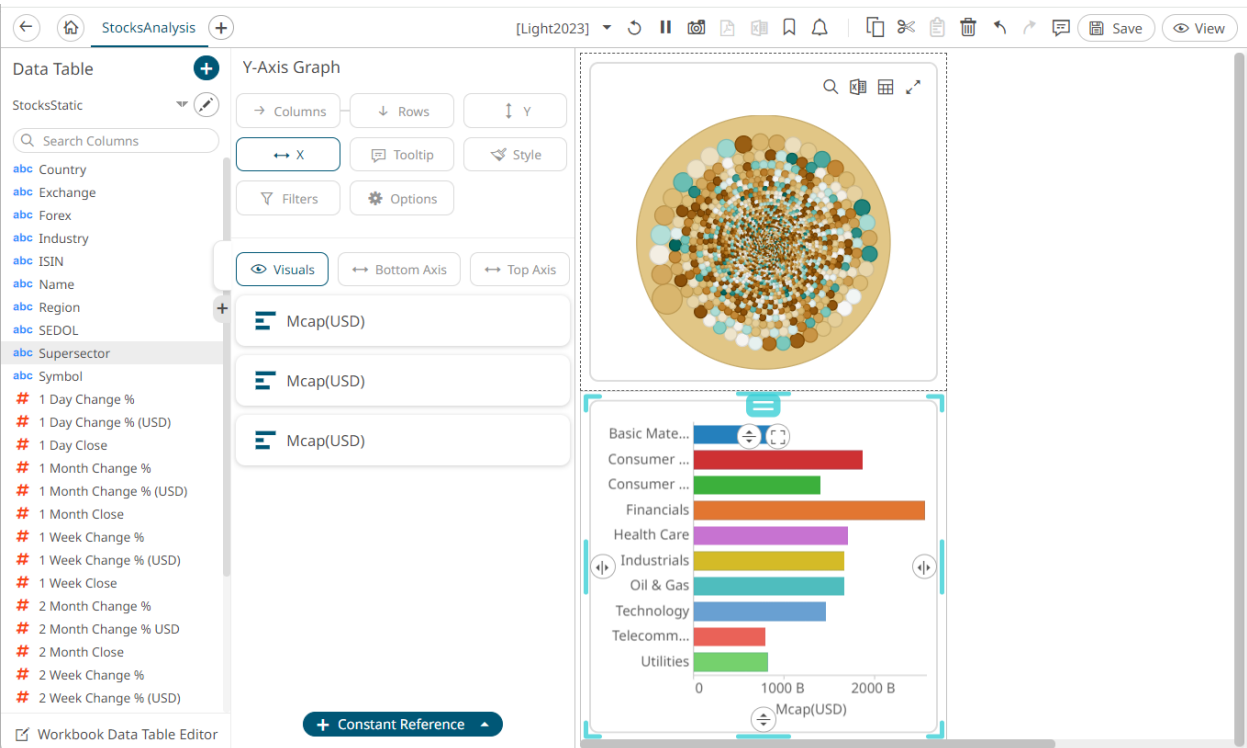 StocksAnalysis
[Light2023]
Save
View
Data Table
StocksStatic
Search Columns
abc Country
abc Exchange
abc Forex
abc Industry
abc ISIN
abc Name
abc Region
abc SEDOL
abc Supersector
abc Symbol
# 1 Day Change %
# 1 Day Change % (USD)
# 1 Day Close
# 1 Month Change %
# 1 Month Change % (USD)
# 1 Month Close
# 1 Week Change %
# 1 Week Change % (USD)
# 1 Week Close
# 2 Month Change %
# 2 Month Change % USD
# 2 Month Close
# 2 Week Change %
# 2 Week Change % (USD)
Workbook Data Table Editor
Y-Axis Graph
Columns
Rows
Y
X
Tooltip
Style
Filters
Options
Visuals
Bottom Axis
Top Axis
Mcap(USD)
Mcap(USD)
Mcap(USD)
+ Constant Reference
Basic Mate...
Consumer ...
Consumer ...
Financials
Health Care
Industrials
Oil & Gas
Technology
Telecomm...
Utilities
0
1000 B
2000 B
Mcap(USD)